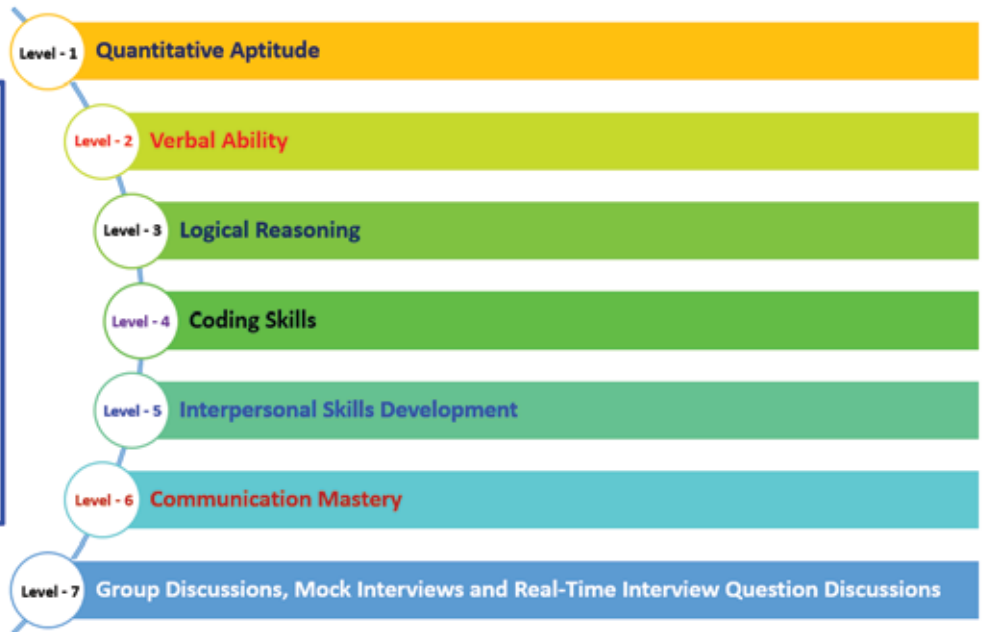 Level - 1 Quantitative Aptitude
Level - 2 Verbal Ability
Level - 3 Logical Reasoning
Level - 4 Coding Skills
Level - 5 Interpersonal Skills Development
Level - 6 Communication Mastery
Level - 7 Group Discussions, Mock Interviews and Real-Time Interview Question Discussions